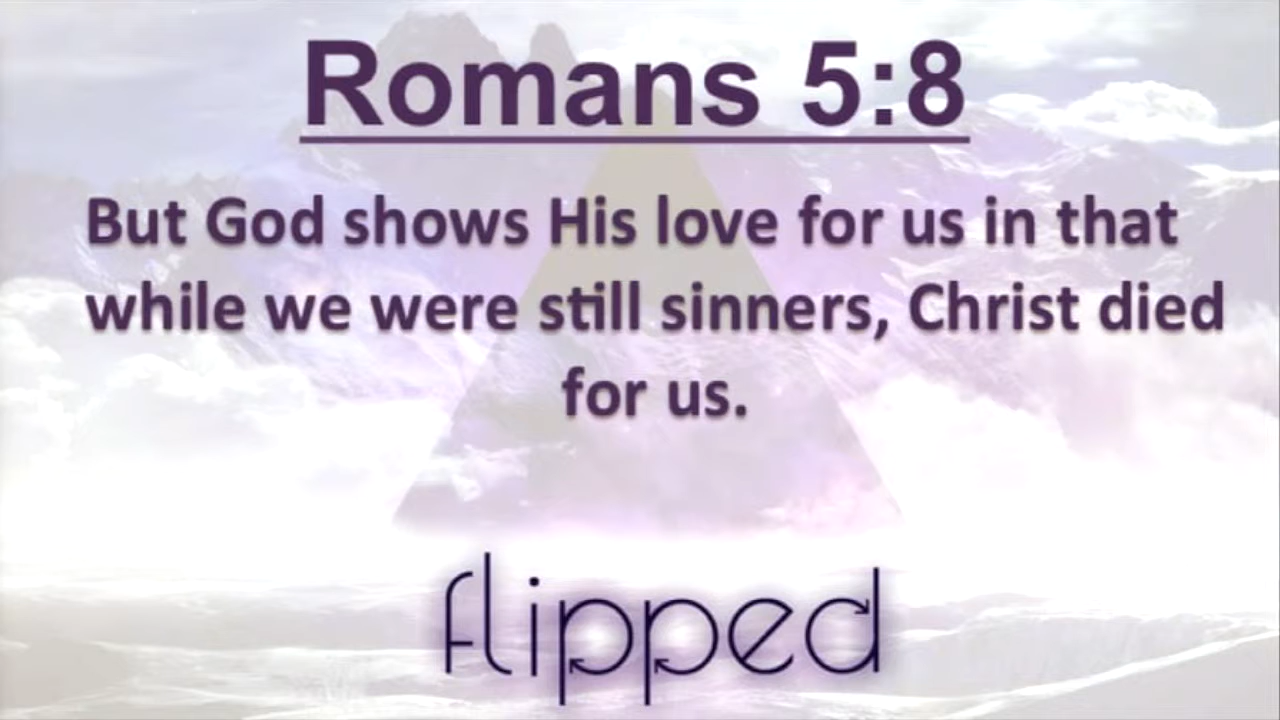 Romans 5:8
But God shows His love for us in that
while we were still sinners, Christ died
for us.
flipped